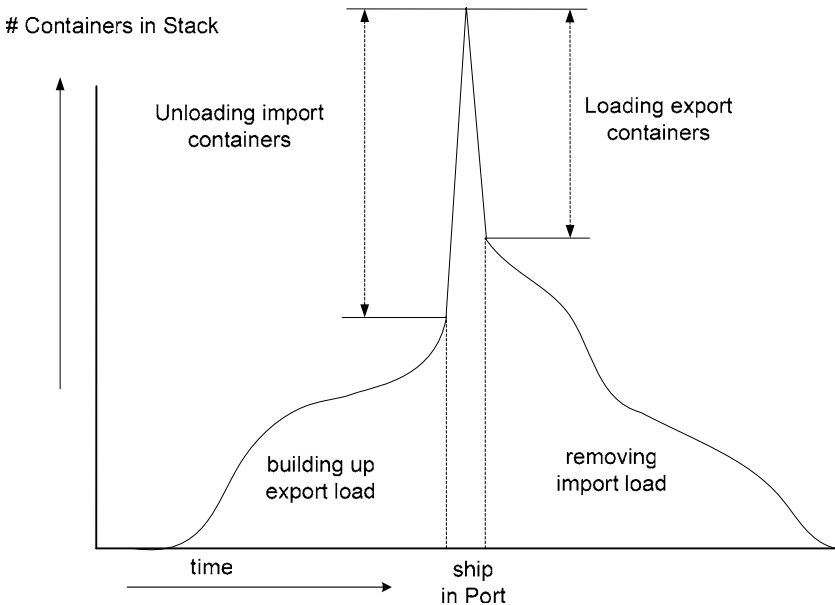 # Containers in Stack
Unloading import
containers
Loading export
containers
building up
export load
removing
import load
time
ship
in Port